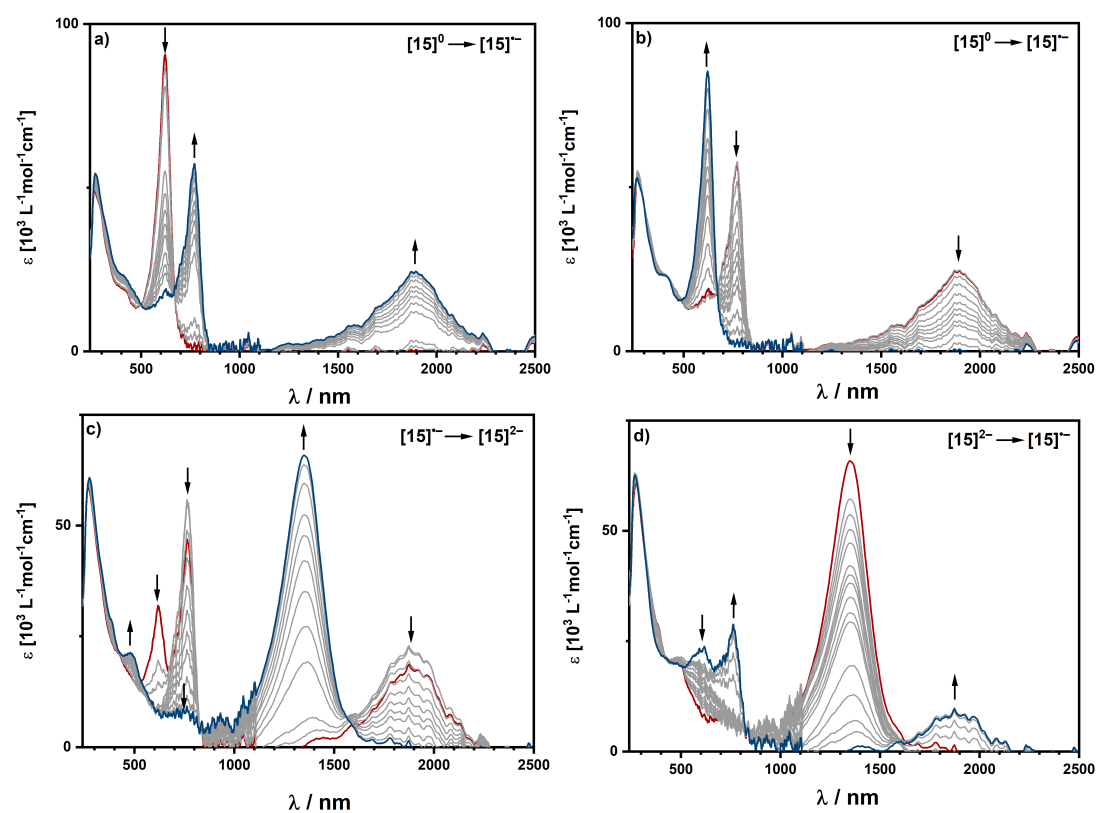 a) [15]⁰ → [15]•−
100
0
500 1000 1500 2000 2500
λ / nm
ε [10³ L⁻¹mol⁻¹cm⁻¹]
b) [15]⁰ → [15]•−
100
0
500 1000 1500 2000 2500
λ / nm
ε [10³ L⁻¹mol⁻¹cm⁻¹]
c) [15]•− → [15]²⁻
50
0
500 1000 1500 2000 2500
λ / nm
ε [10³ L⁻¹mol⁻¹cm⁻¹]
d) [15]²⁻ → [15]•−
50
0
500 1000 1500 2000 2500
λ / nm
ε [10³ L⁻¹mol⁻¹cm⁻¹]